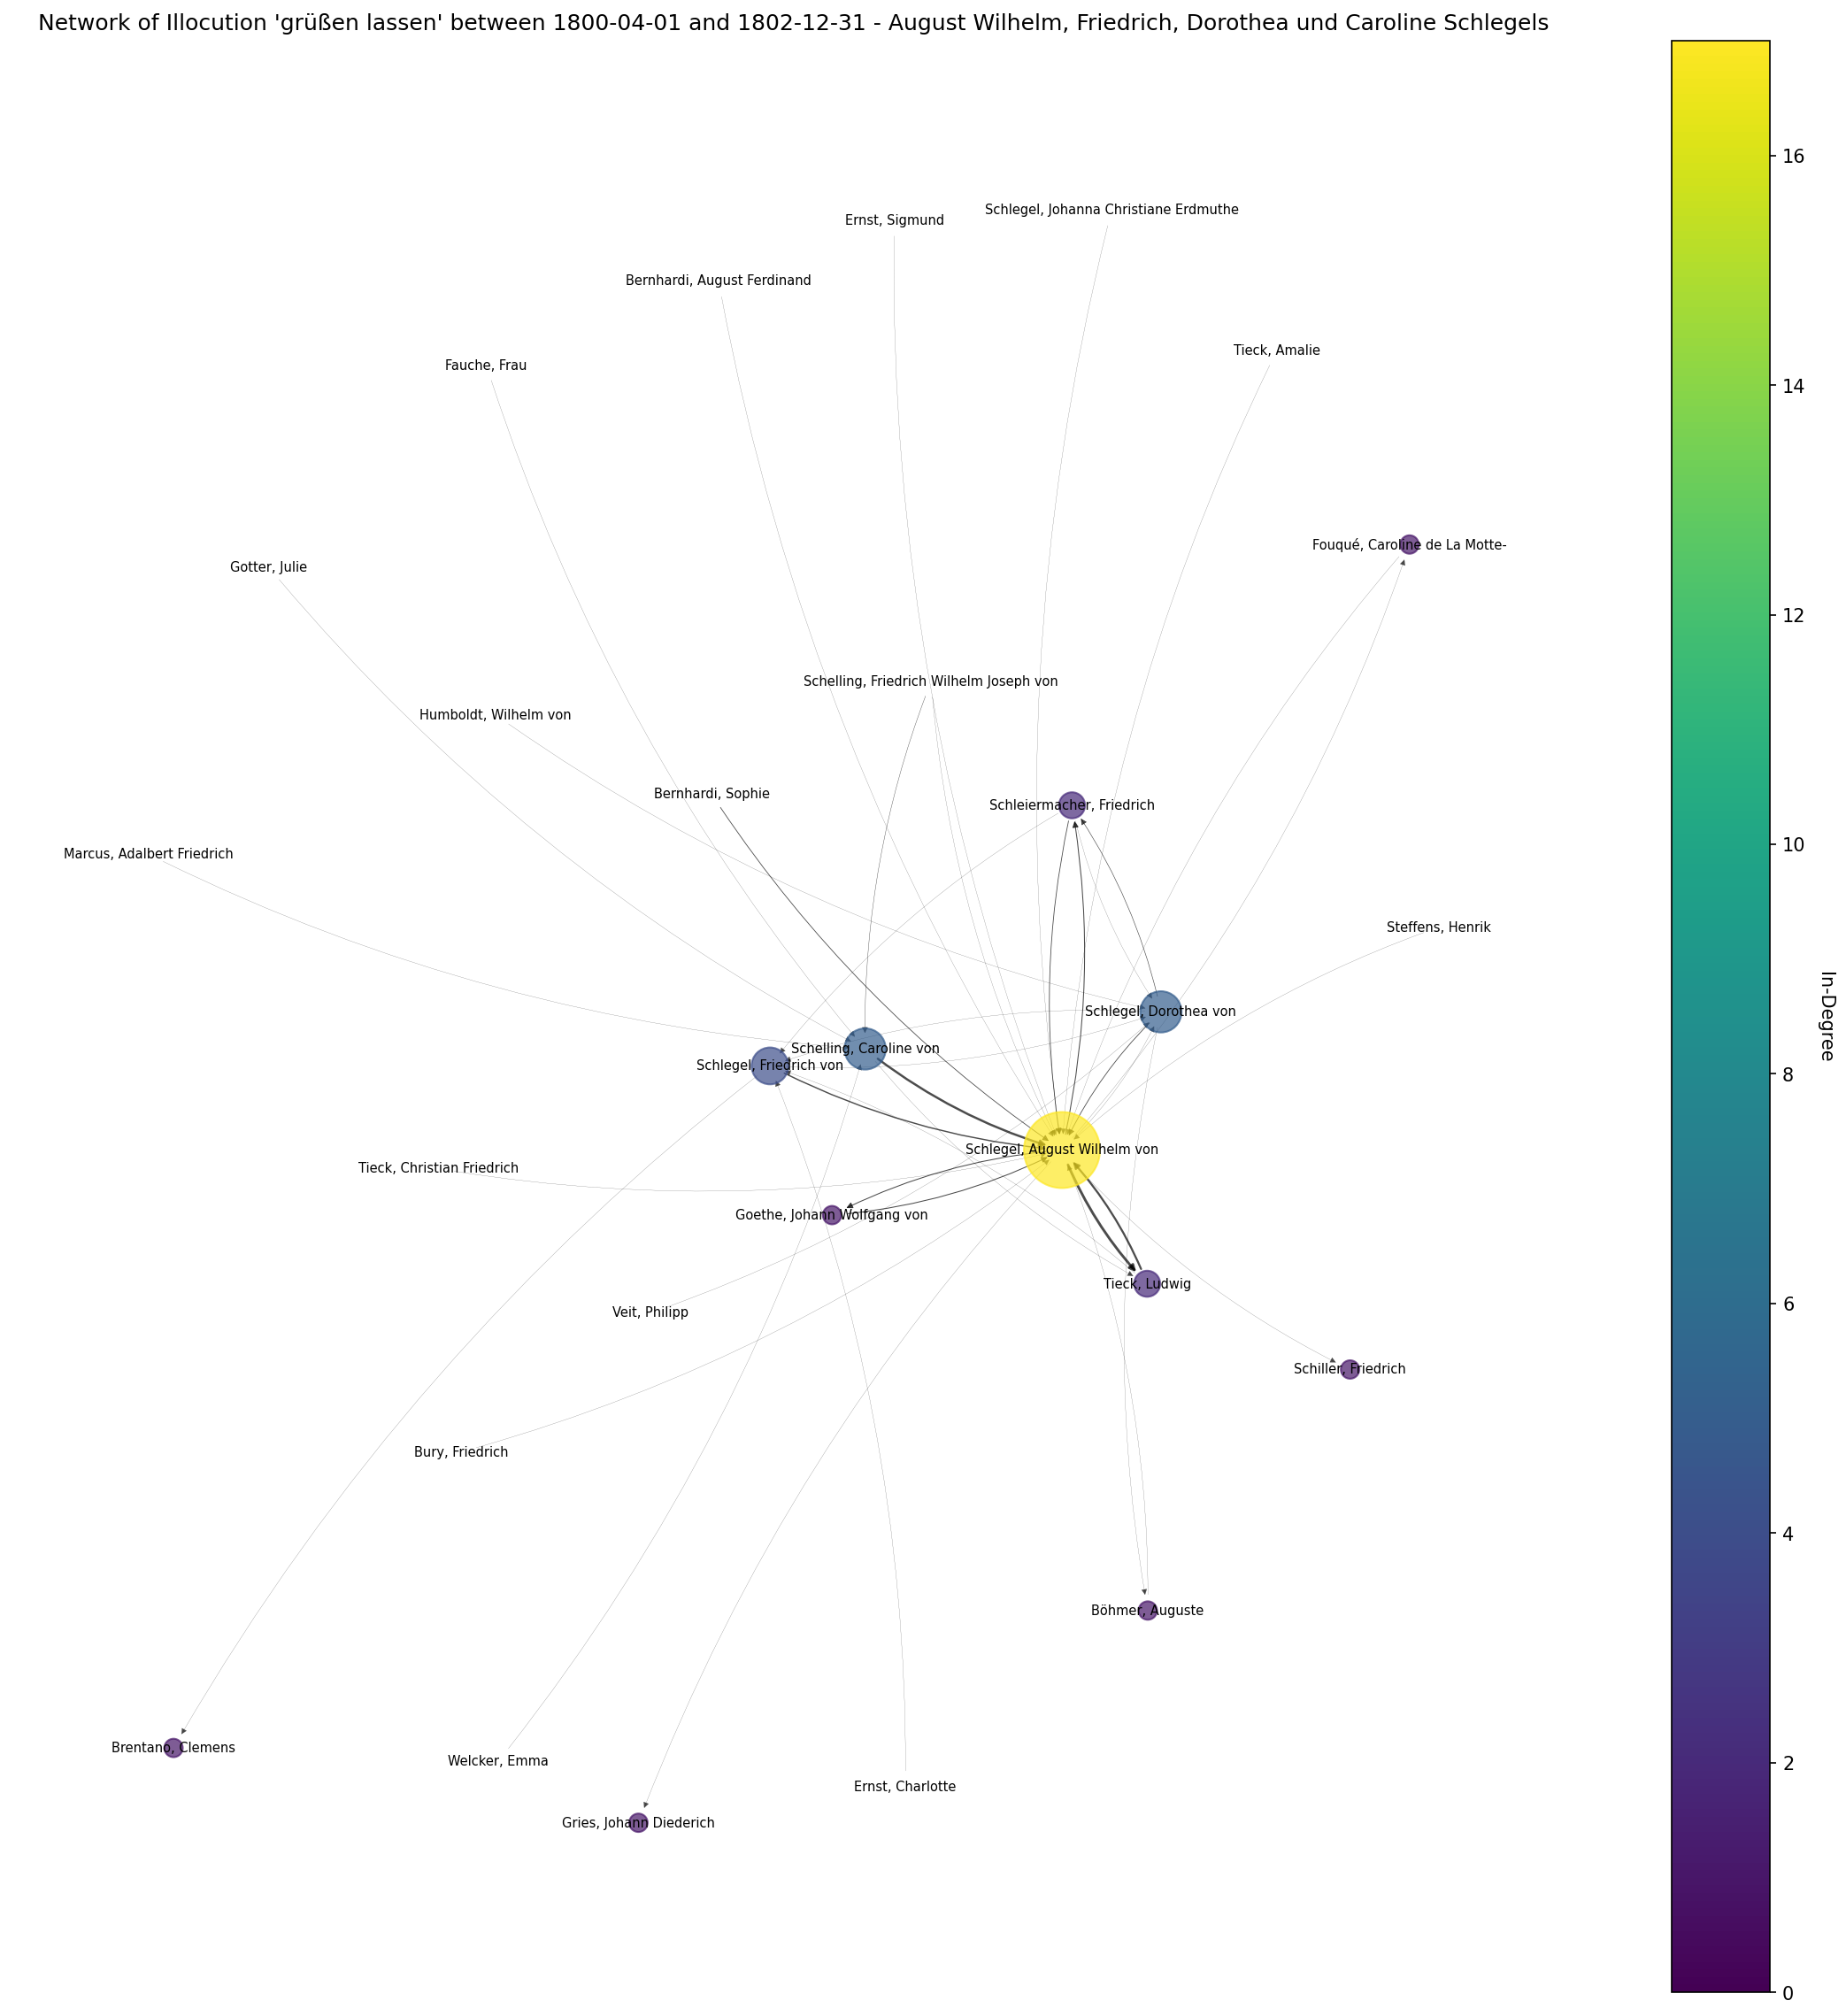 Network of Illocution 'grüßen lassen' between 1800-04-01 and 1802-12-31 - August Wilhelm, Friedrich, Dorothea und Caroline Schlegels
16
Schlegel, Johanna Christiane Erdmuthe
Ernst, Sigmund
Bernhardi, August Ferdinand
Tieck, Amalie
Fauche, Frau
14
Fouqué, Caroline de La Motte-
Gotter, Julie
12
Schelling, Friedrich Wilhelm Joseph von
Humboldt, Wilhelm von
Bernhardi, Sophie
Schleiermacher, Friedrich
10
Marcus, Adalbert Friedrich
Steffens, Henrik
Schlegel, Dorothea von
In-Degree
Schelling, Caroline von
Schlegel, Friedrich von
8
Schlegel, August Wilhelm von
Tieck, Christian Friedrich
Goethe, Johann Wolfgang von
Tieck, Ludwig
6
Veit, Philipp
Schiller, Friedrich
Bury, Friedrich
4
Böhmer, Auguste
Brentano, Clemens
Welcker, Emma
2
Ernst, Charlotte
Gries, Johann Diederich
0